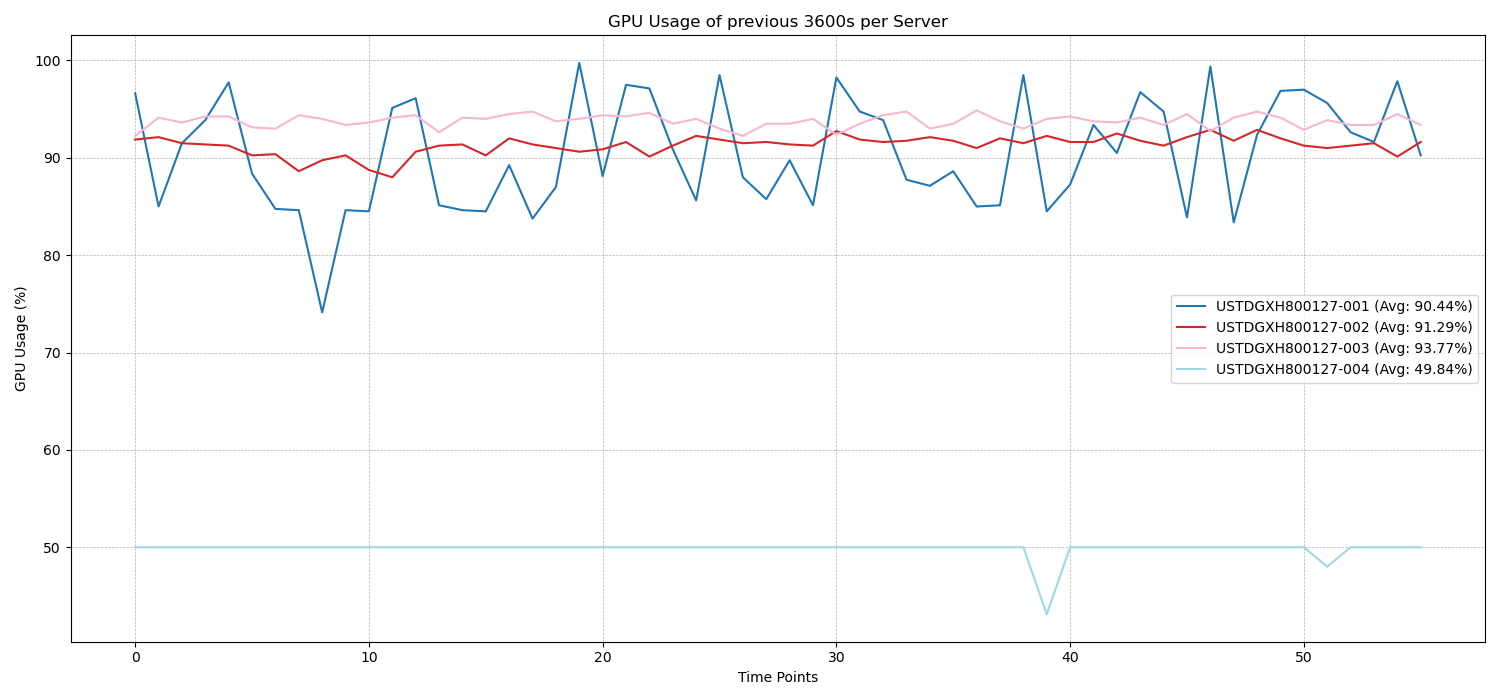 GPU Usage of previous 3600s per Server
100
90
80
70
60
50
GPU Usage (%)
USTDGXH800127-001 (Avg: 90.44%)
USTDGXH800127-002 (Avg: 91.29%)
USTDGXH800127-003 (Avg: 93.77%)
USTDGXH800127-004 (Avg: 49.84%)
0 10 20 30 40 50
Time Points